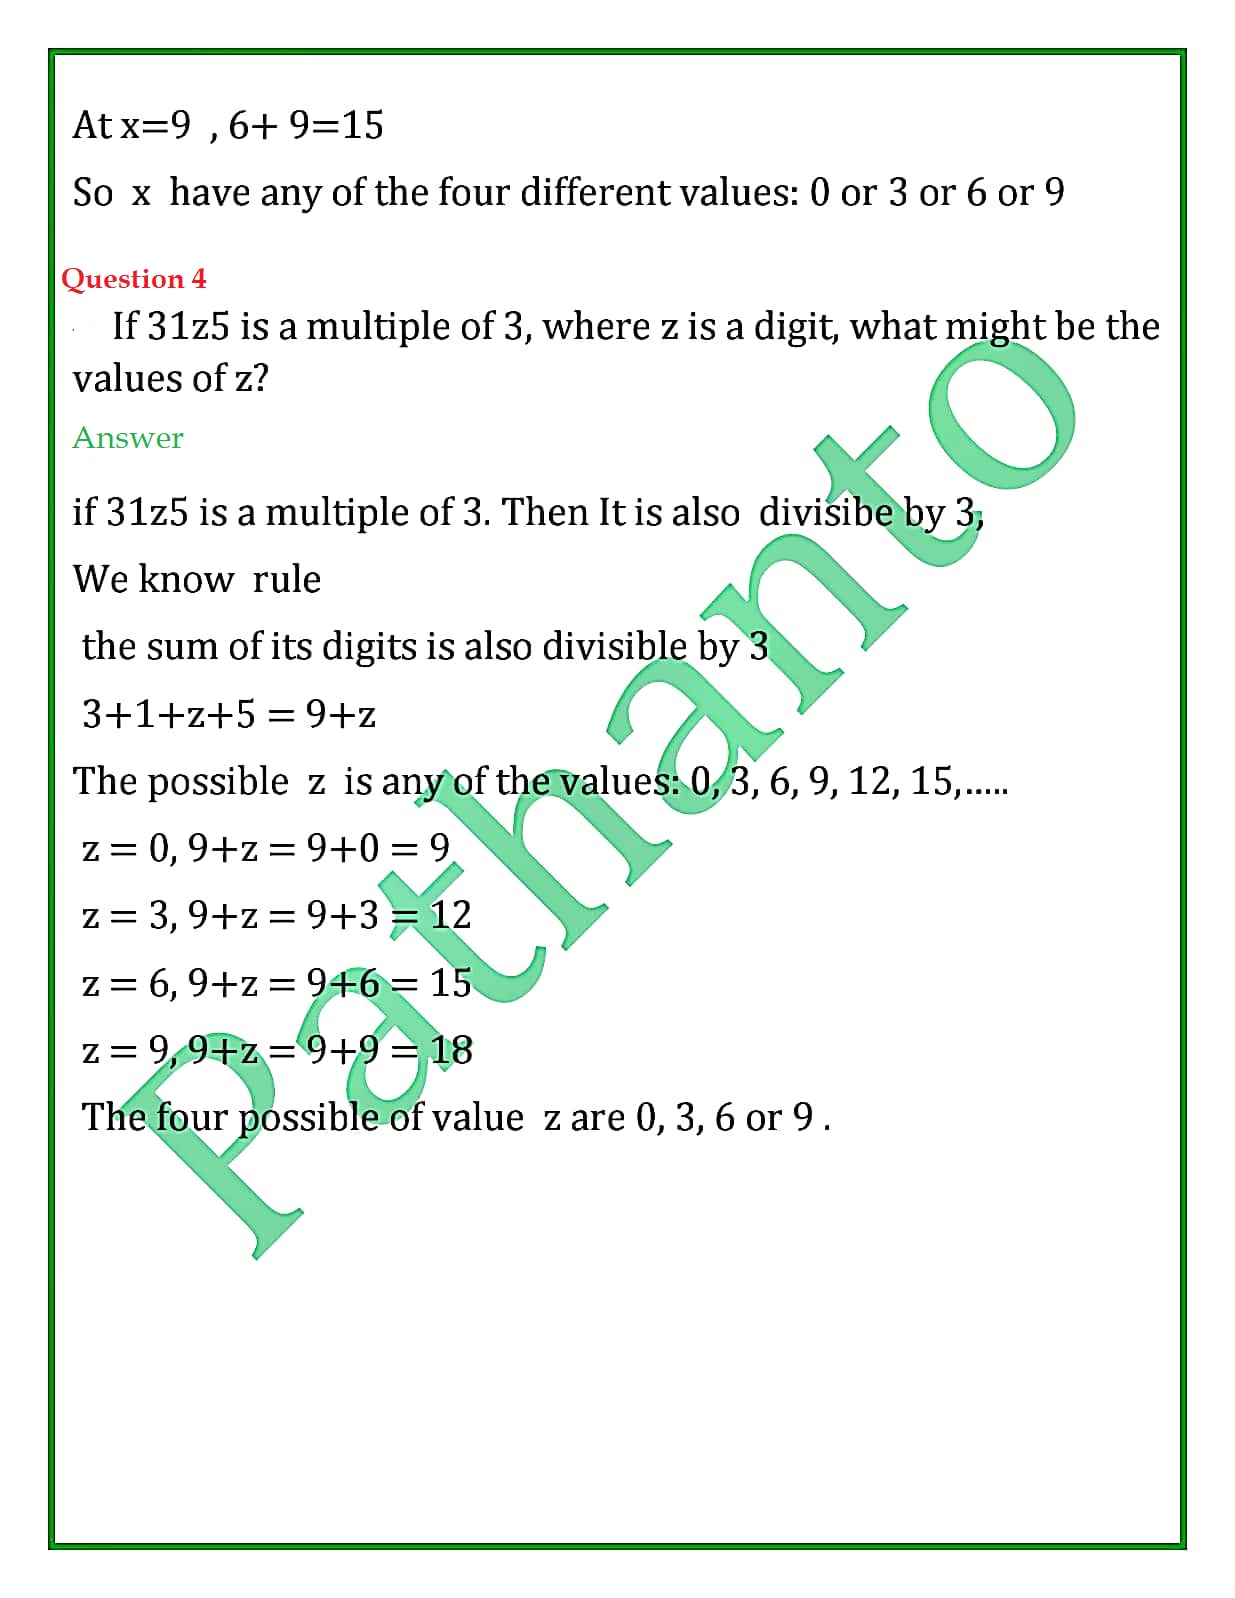 At x=9 , 6+ 9=15
So x have any of the four different values: 0 or 3 or 6 or 9
Question 4
. If 31z5 is a multiple of 3, where z is a digit, what might be the
values of z?
Answer
if 31z5 is a multiple of 3. Then It is also divisibe by 3,
We know rule
the sum of its digits is also divisible by 3
3+1+z+5 = 9+z
The possible z is any of the values: 0, 3, 6, 9, 12, 15,.....
z = 0, 9+z = 9+0 = 9
z = 3, 9+z = 9+3 = 12
z = 6, 9+z = 9+6 = 15
z = 9, 9+z = 9+9 = 18
The four possible of value z are 0, 3, 6 or 9 .
Pathanto